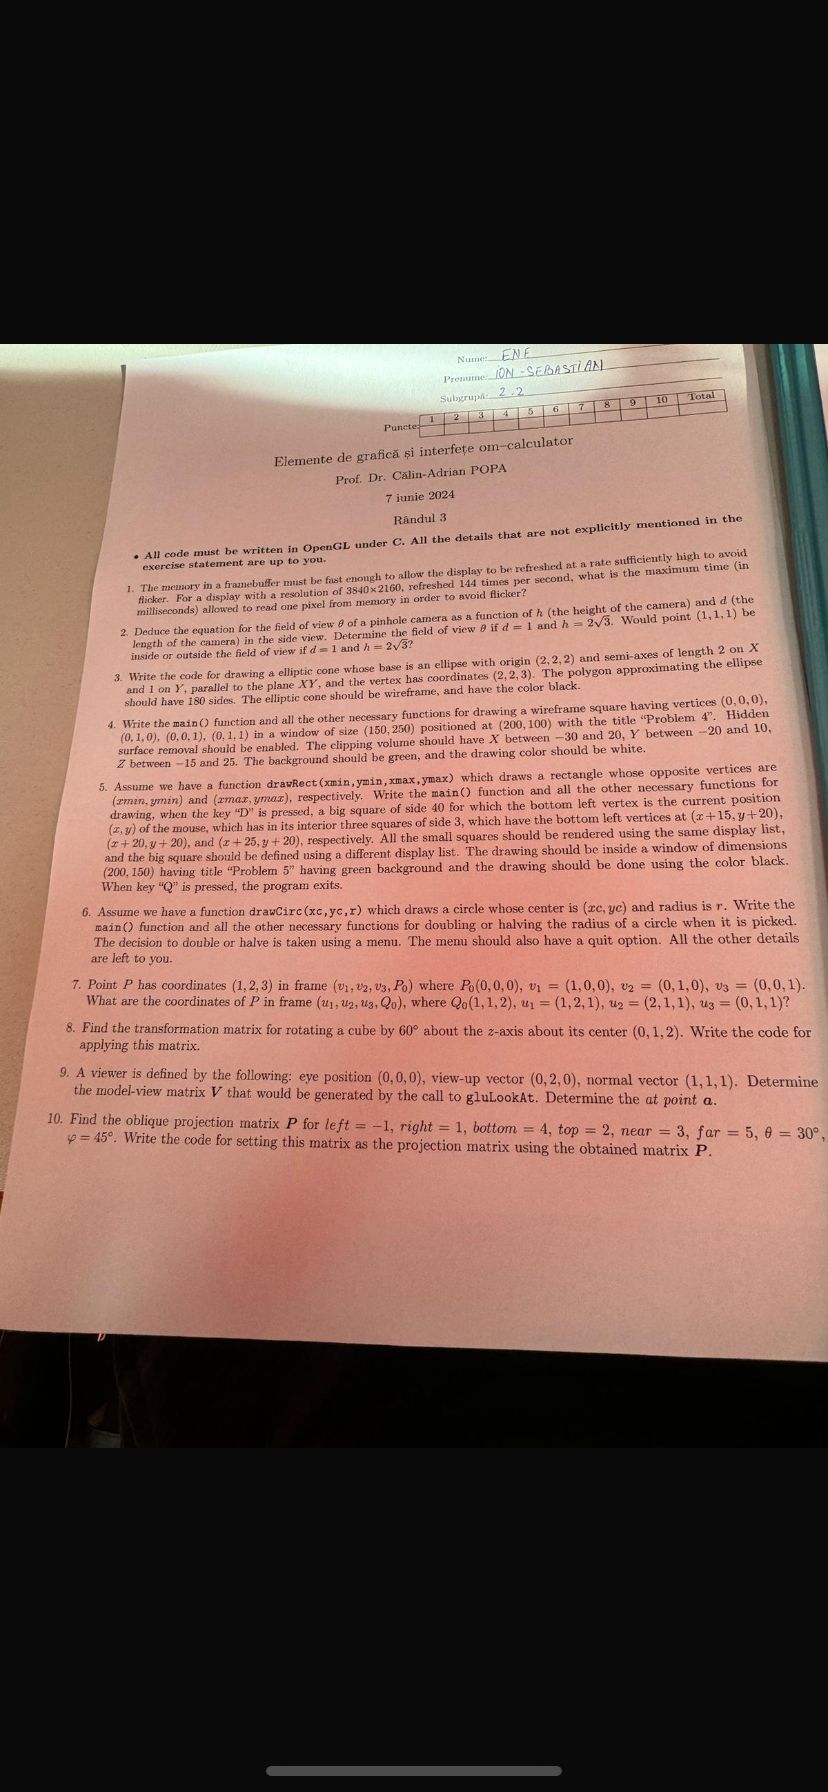 Nume: ENE
Prenume: ION-SEBASTIAN
Subgrupă: 2.2
1 2 3 4 5 6 7 8 9 10 Total
Puncte:
Elemente de grafică și interfețe om–calculator
Prof. Dr. Călin-Adrian POPA
7 iunie 2024
Rândul 3
• All code must be written in OpenGL under C. All the details that are not explicitly mentioned in the
exercise statement are up to you.
1. The memory in a framebuffer must be fast enough to allow the display to be refreshed at a rate sufficiently high to avoid
flicker. For a display with a resolution of 3840×2160, refreshed 144 times per second, what is the maximum time (in
milliseconds) allowed to read one pixel from memory in order to avoid flicker?
2. Deduce the equation for the field of view θ of a pinhole camera as a function of h (the height of the camera) and d (the
length of the camera) in the side view. Determine the field of view θ if d = 1 and h = 2√3. Would point (1, 1, 1) be
inside or outside the field of view if d = 1 and h = 2√3?
3. Write the code for drawing a elliptic cone whose base is an ellipse with origin (2, 2, 2) and semi-axes of length 2 on X
and 1 on Y, parallel to the plane XY, and the vertex has coordinates (2, 2, 3). The polygon approximating the ellipse
should have 180 sides. The elliptic cone should be wireframe, and have the color black.
4. Write the main() function and all the other necessary functions for drawing a wireframe square having vertices (0, 0, 0),
(0, 1, 0), (0, 0, 1), (0, 1, 1) in a window of size (150, 250) positioned at (200, 100) with the title “Problem 4”. Hidden
surface removal should be enabled. The clipping volume should have X between −30 and 20, Y between −20 and 10,
Z between −15 and 25. The background should be green, and the drawing color should be white.
5. Assume we have a function drawRect(xmin,ymin,xmax,ymax) which draws a rectangle whose opposite vertices are
(xmin, ymin) and (xmax, ymax), respectively. Write the main() function and all the other necessary functions for
drawing, when the key “D” is pressed, a big square of side 40 for which the bottom left vertex is the current position
(x, y) of the mouse, which has in its interior three squares of side 3, which have the bottom left vertices at (x+15, y+20),
(x + 20, y + 20), and (x + 25, y + 20), respectively. All the small squares should be rendered using the same display list,
and the big square should be defined using a different display list. The drawing should be inside a window of dimensions
(200, 150) having title “Problem 5” having green background and the drawing should be done using the color black.
When key “Q” is pressed, the program exits.
6. Assume we have a function drawCirc(xc,yc,r) which draws a circle whose center is (xc, yc) and radius is r. Write the
main() function and all the other necessary functions for doubling or halving the radius of a circle when it is picked.
The decision to double or halve is taken using a menu. The menu should also have a quit option. All the other details
are left to you.
7. Point P has coordinates (1, 2, 3) in frame (v₁, v₂, v₃, P₀) where P₀(0, 0, 0), v₁ = (1, 0, 0), v₂ = (0, 1, 0), v₃ = (0, 0, 1).
What are the coordinates of P in frame (u₁, u₂, u₃, Q₀), where Q₀(1, 1, 2), u₁ = (1, 2, 1), u₂ = (2, 1, 1), u₃ = (0, 1, 1)?
8. Find the transformation matrix for rotating a cube by 60° about the z-axis about its center (0, 1, 2). Write the code for
applying this matrix.
9. A viewer is defined by the following: eye position (0, 0, 0), view-up vector (0, 2, 0), normal vector (1, 1, 1). Determine
the model-view matrix V that would be generated by the call to gluLookAt. Determine the at point a.
10. Find the oblique projection matrix P for left = −1, right = 1, bottom = 4, top = 2, near = 3, far = 5, θ = 30°,
φ = 45°. Write the code for setting this matrix as the projection matrix using the obtained matrix P.